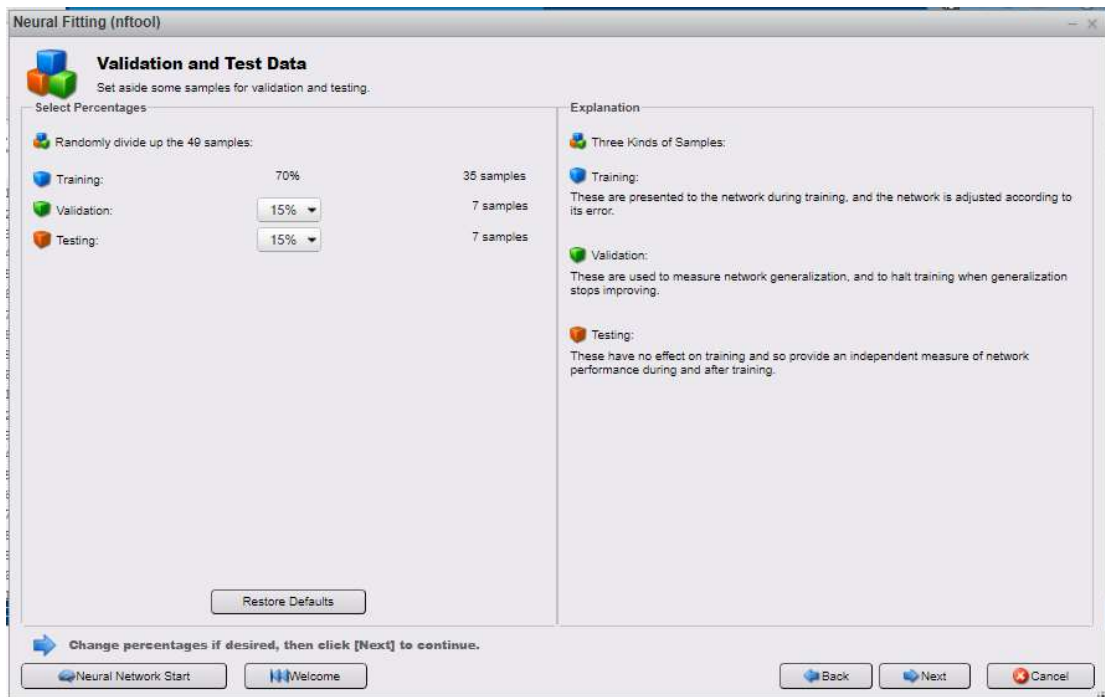 Neural Fitting (nftool)
Validation and Test Data
Set aside some samples for validation and testing.
Select Percentages
Randomly divide up the 49 samples:
Training: 70% 35 samples
Validation: 15% 7 samples
Testing: 15% 7 samples
Restore Defaults
Explanation
Three Kinds of Samples:
Training:
These are presented to the network during training, and the network is adjusted according to
its error.
Validation:
These are used to measure network generalization, and to halt training when generalization
stops improving.
Testing:
These have no effect on training and so provide an independent measure of network
performance during and after training.
Change percentages if desired, then click [Next] to continue.
Neural Network Start Welcome Back Next Cancel